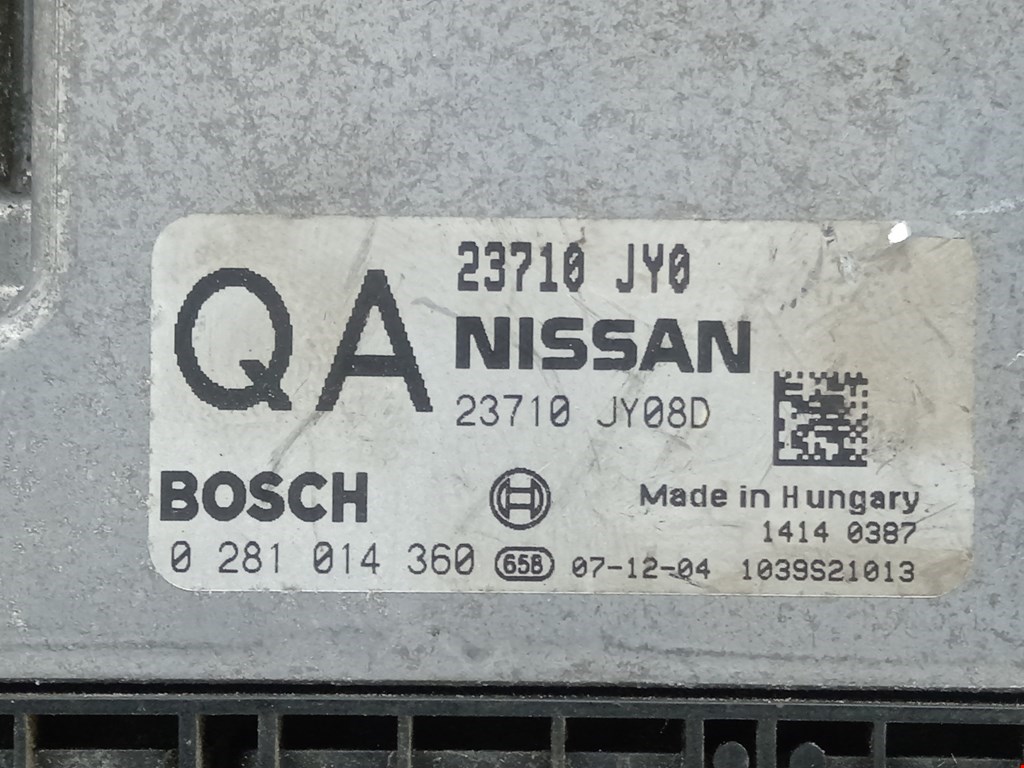 QA
23710 JY0
NISSAN
23710 JY08D
BOSCH
Made in Hungary
1414 0387
0 281 014 360 658 07-12-04 1039S21013